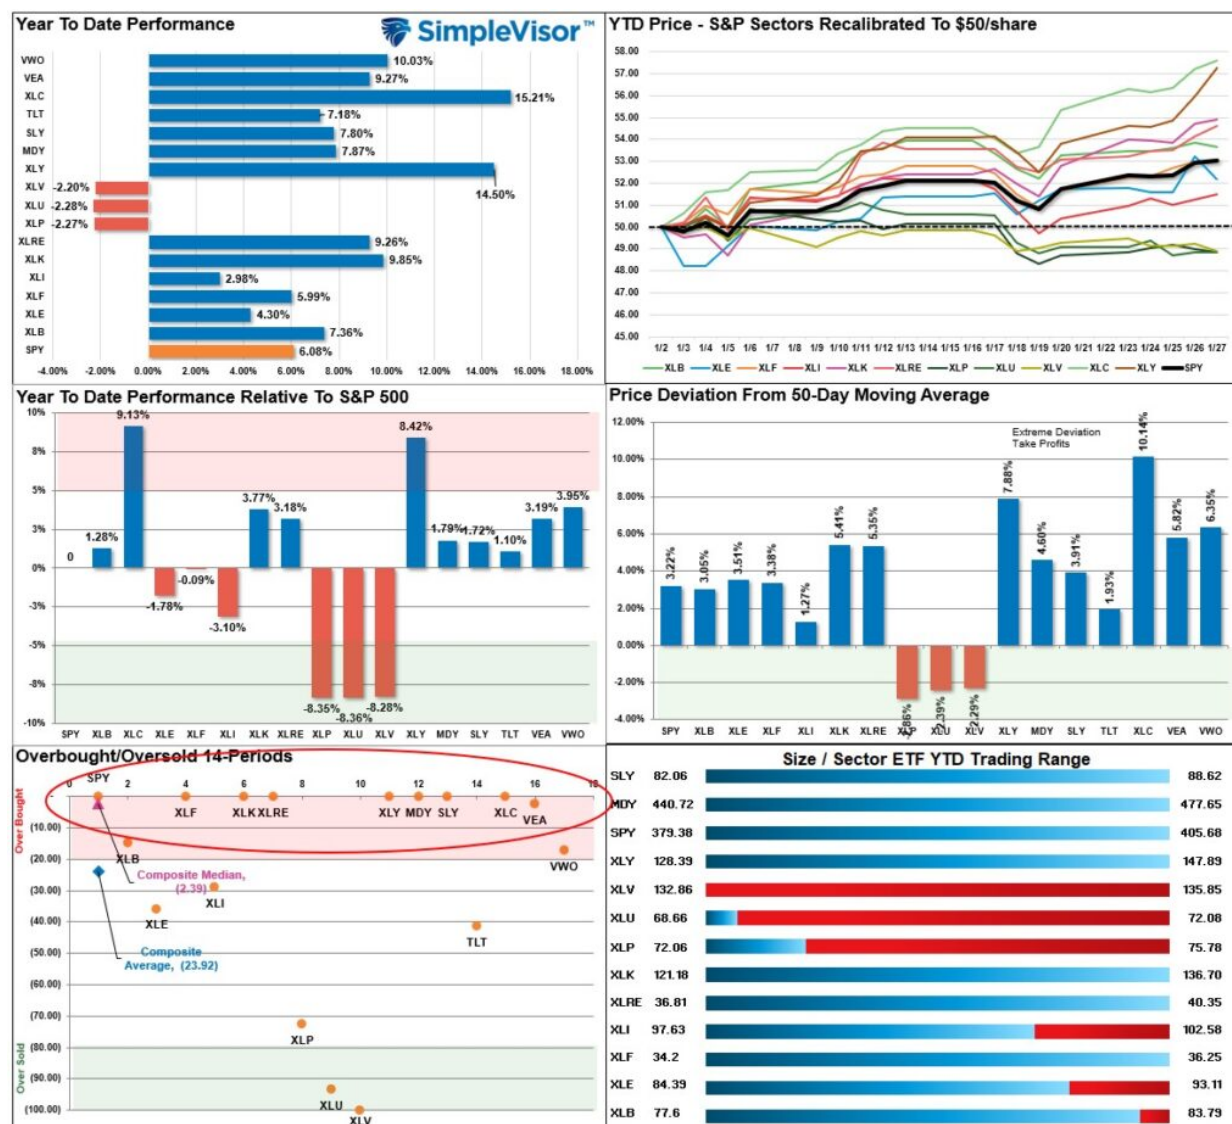 Year To Date Performance
SimpleVisor™
VWO 10.03%
VEA 9.27%
XLC 15.21%
TLT 7.18%
SLY 7.80%
MDY 7.87%
XLY 14.50%
XLV -2.20%
XLU -2.28%
XLP -2.27%
XLRE 9.26%
XLK 9.85%
XLI 2.98%
XLF 5.99%
XLE 4.30%
XLB 7.36%
SPY 6.08%
-4.00% -2.00% 0.00% 2.00% 4.00% 6.00% 8.00% 10.00% 12.00% 14.00% 16.00% 18.00%
YTD Price - S&P Sectors Recalibrated To $50/share
58.00
57.00
56.00
55.00
54.00
53.00
52.00
51.00
50.00
49.00
48.00
47.00
46.00
45.00
1/2 1/3 1/4 1/5 1/6 1/7 1/8 1/9 1/10 1/11 1/12 1/13 1/14 1/15 1/16 1/17 1/18 1/19 1/20 1/21 1/22 1/23 1/24 1/25 1/26 1/27
XLB XLE XLF XLI XLK XLRE XLP XLU XLV XLC XLY SPY
Year To Date Performance Relative To S&P 500
10%
8%
5%
3%
0%
-3%
-5%
-8%
-10%
0 1.28% 9.13% -1.78% -0.09% -3.10% 3.77% 3.18% -8.35% -8.36% -8.28% 8.42% 1.79% 1.72% 1.10% 3.19% 3.95%
SPY XLB XLC XLE XLF XLI XLK XLRE XLP XLU XLV XLY MDY SLY TLT VEA VWO
Price Deviation From 50-Day Moving Average
12.00%
10.00%
8.00%
6.00%
4.00%
2.00%
0.00%
-2.00%
-4.00%
Extreme Deviation
Take Profits
3.22% 3.05% 3.51% 3.38% 1.27% 5.41% 5.35% -2.39% -2.29% 7.88% 4.60% 3.91% 1.93% 10.14% 5.82% 6.35%
SPY XLB XLE XLF XLI XLK XLRE XLP XLU XLV XLY MDY SLY TLT XLC VEA VWO
Overbought/Oversold 14-Periods
0 2 4 6 8 10 12 14 16 18
SPY XLF XLK XLRE XLY MDY SLY XLC VEA
Over Bought
-
(10.00)
(20.00)
(30.00)
(40.00)
(50.00)
(60.00)
(70.00)
(80.00)
(90.00)
(100.00)
Over Sold
XLB
VWO
Composite Median,
(2.39)
XLI
XLE
TLT
Composite
Average, (23.92)
XLP
XLU
XLV
Size / Sector ETF YTD Trading Range
SLY 82.06 88.62
MDY 440.72 477.65
SPY 379.38 405.68
XLY 128.39 147.89
XLV 132.86 135.85
XLU 68.66 72.08
XLP 72.06 75.78
XLK 121.18 136.70
XLRE 36.81 40.35
XLI 97.63 102.58
XLF 34.2 36.25
XLE 84.39 93.11
XLB 77.6 83.79